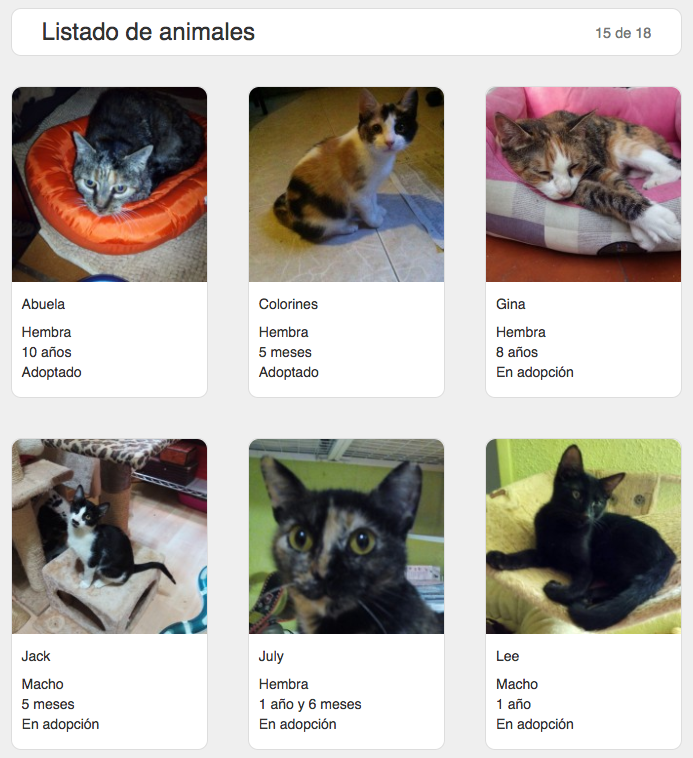 Listado de animales
15 de 18
Abuela
Hembra
10 años
Adoptado
Colorines
Hembra
5 meses
Adoptado
Gina
Hembra
8 años
En adopción
Jack
Macho
5 meses
En adopción
July
Hembra
1 año y 6 meses
En adopción
Lee
Macho
1 año
En adopción